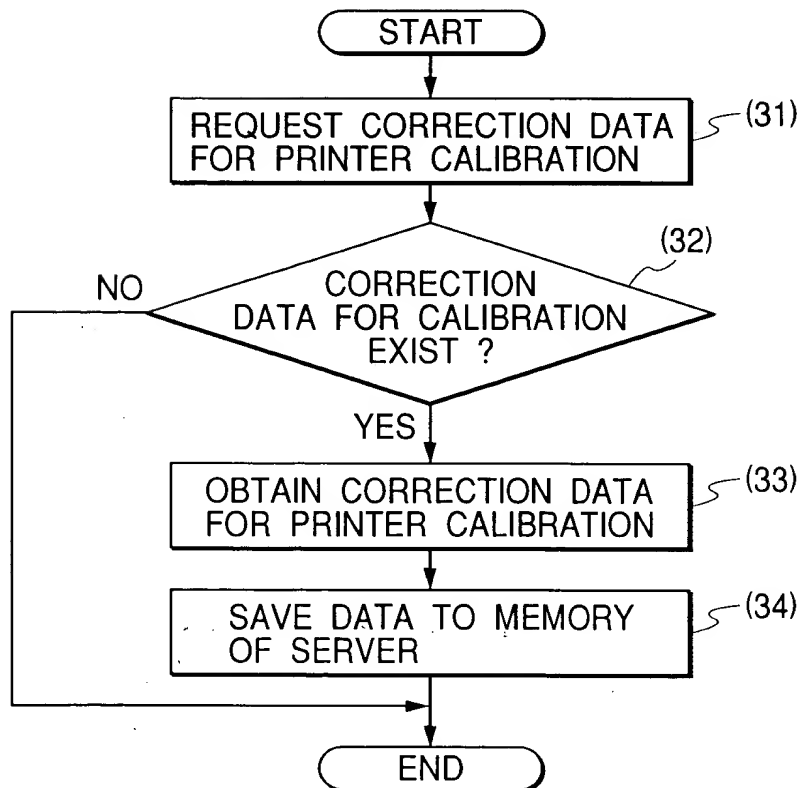 START
REQUEST CORRECTION DATA
FOR PRINTER CALIBRATION
(31)
CORRECTION
DATA FOR CALIBRATION
EXIST ?
(32)
NO
YES
OBTAIN CORRECTION DATA
FOR PRINTER CALIBRATION
(33)
SAVE DATA TO MEMORY
OF SERVER
(34)
END